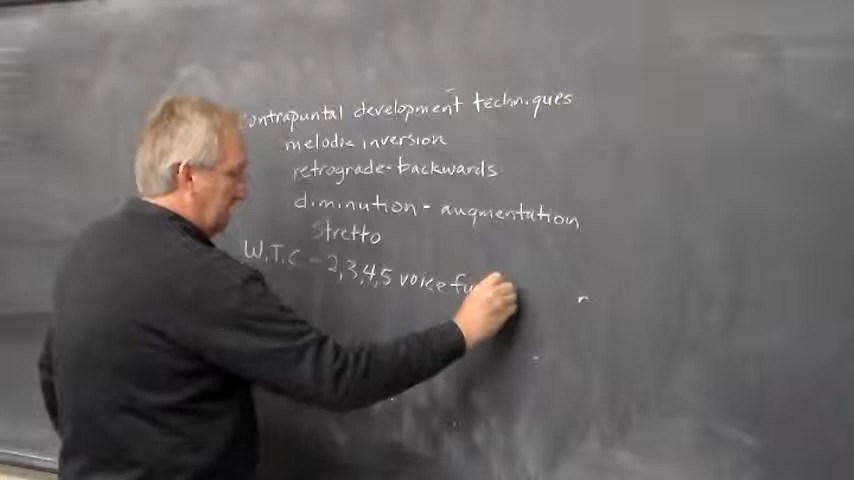 contrapuntal development techniques
melodic inversion
retrograde - backwards
diminution - augmentation
stretto
W.T.C - 2,3,4,5 voice fu